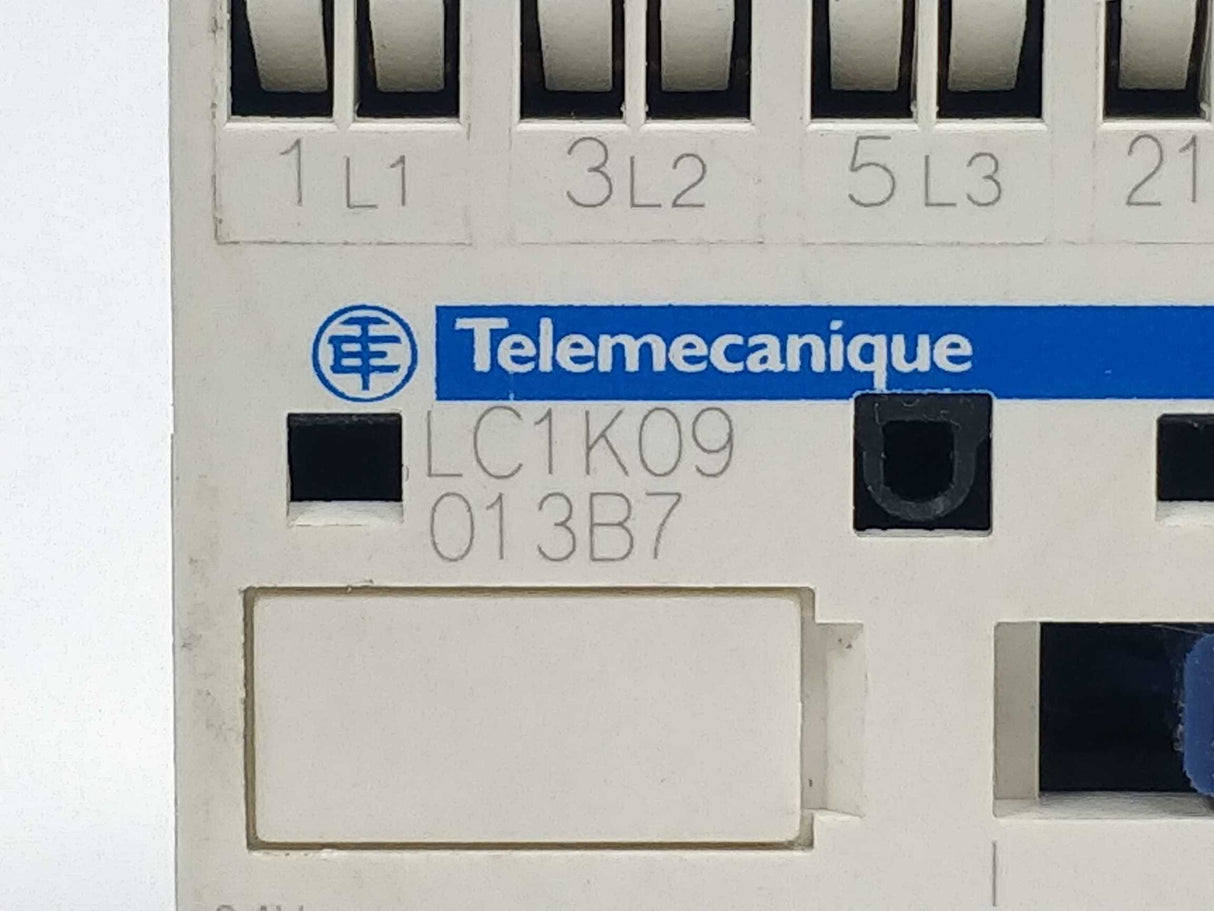 1 L1 3 L2 5 L3 21
Telemecanique
LC1K09
013B7